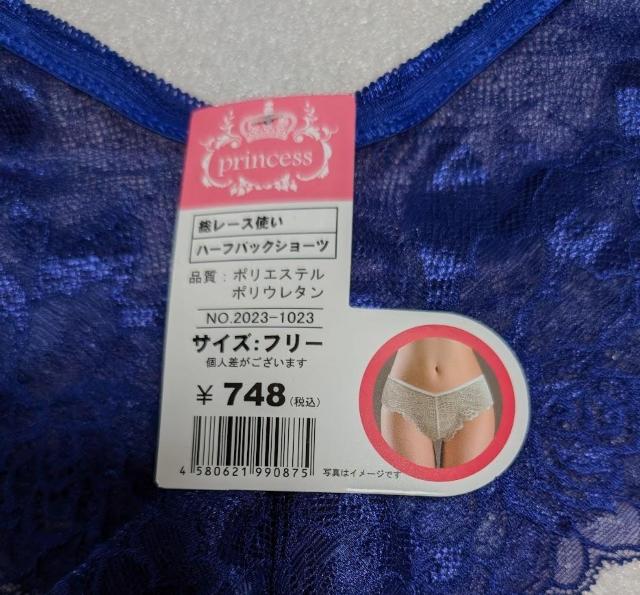 princess
総レース使い
ハーフバックショーツ
品質：ポリエステル
ポリウレタン
NO.2023-1023
サイズ：フリー
個人差がございます
¥ 748（税込）
4 580621 990875
写真はイメージです